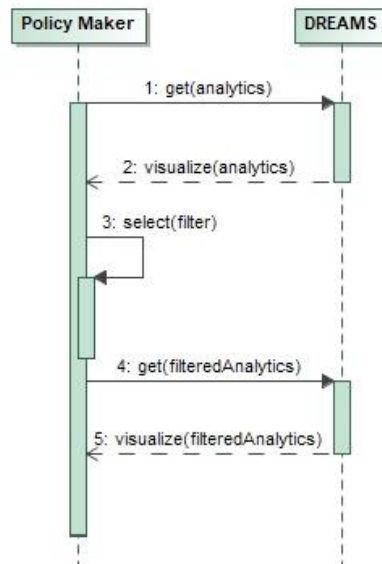 Policy Maker
DREAMS
1: get(analytics)
2: visualize(analytics)
3: select(filter)
4: get(filteredAnalytics)
5: visualize(filteredAnalytics)